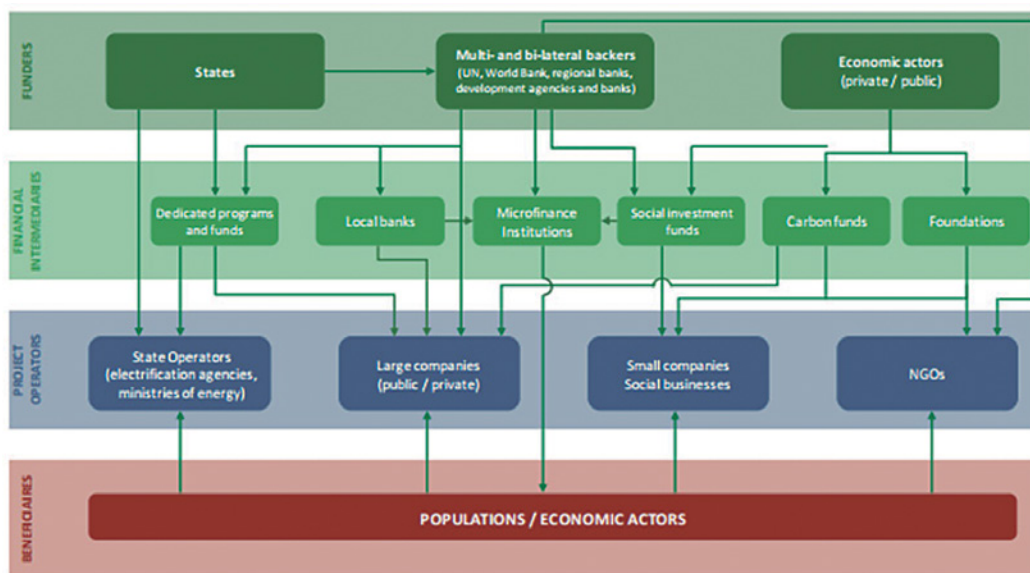 FUNDERS
States
Multi- and bi-lateral backers
(UN, World Bank, regional banks,
development agencies and banks)
Economic actors
(private / public)
FINANCIAL
INTERMEDIARIES
Dedicated programs
and funds
Local banks
Microfinance
Institutions
Social investment
funds
Carbon funds
Foundations
PROJECT
OPERATORS
State Operators
(electrification agencies,
ministries of energy)
Large companies
(public / private)
Small companies
Social businesses
NGOs
BENEFICIAIRES
POPULATIONS / ECONOMIC ACTORS